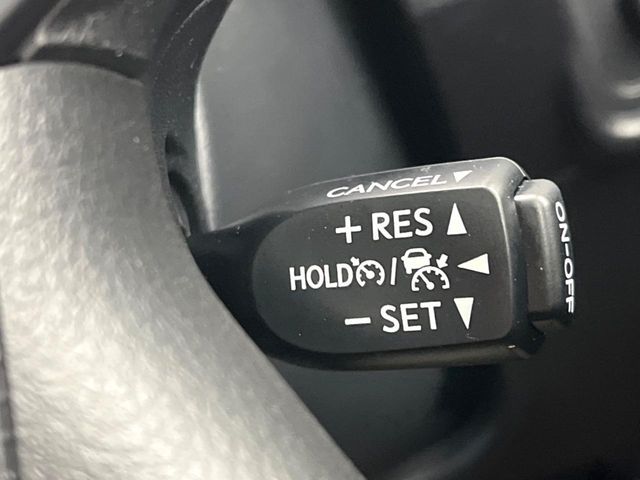 CANCEL ▼
+ RES ▲
HOLD / ◀
− SET ▼
ON-OFF